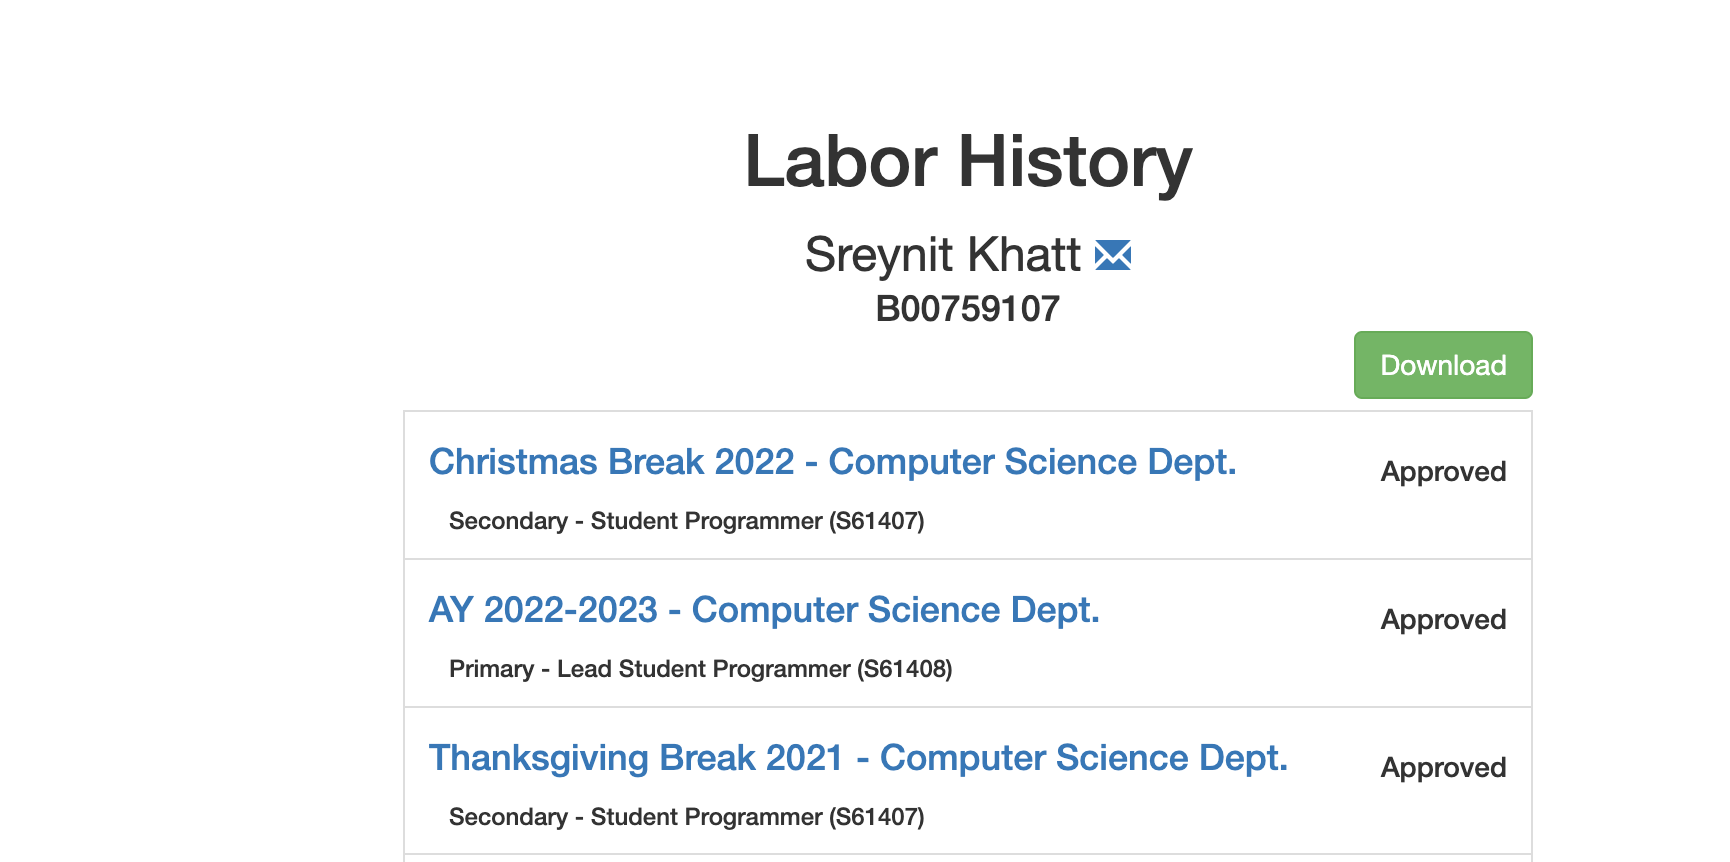 Labor History
Sreynit Khatt
B00759107
Download
Christmas Break 2022 - Computer Science Dept.
Approved
Secondary - Student Programmer (S61407)
AY 2022-2023 - Computer Science Dept.
Approved
Primary - Lead Student Programmer (S61408)
Thanksgiving Break 2021 - Computer Science Dept.
Approved
Secondary - Student Programmer (S61407)